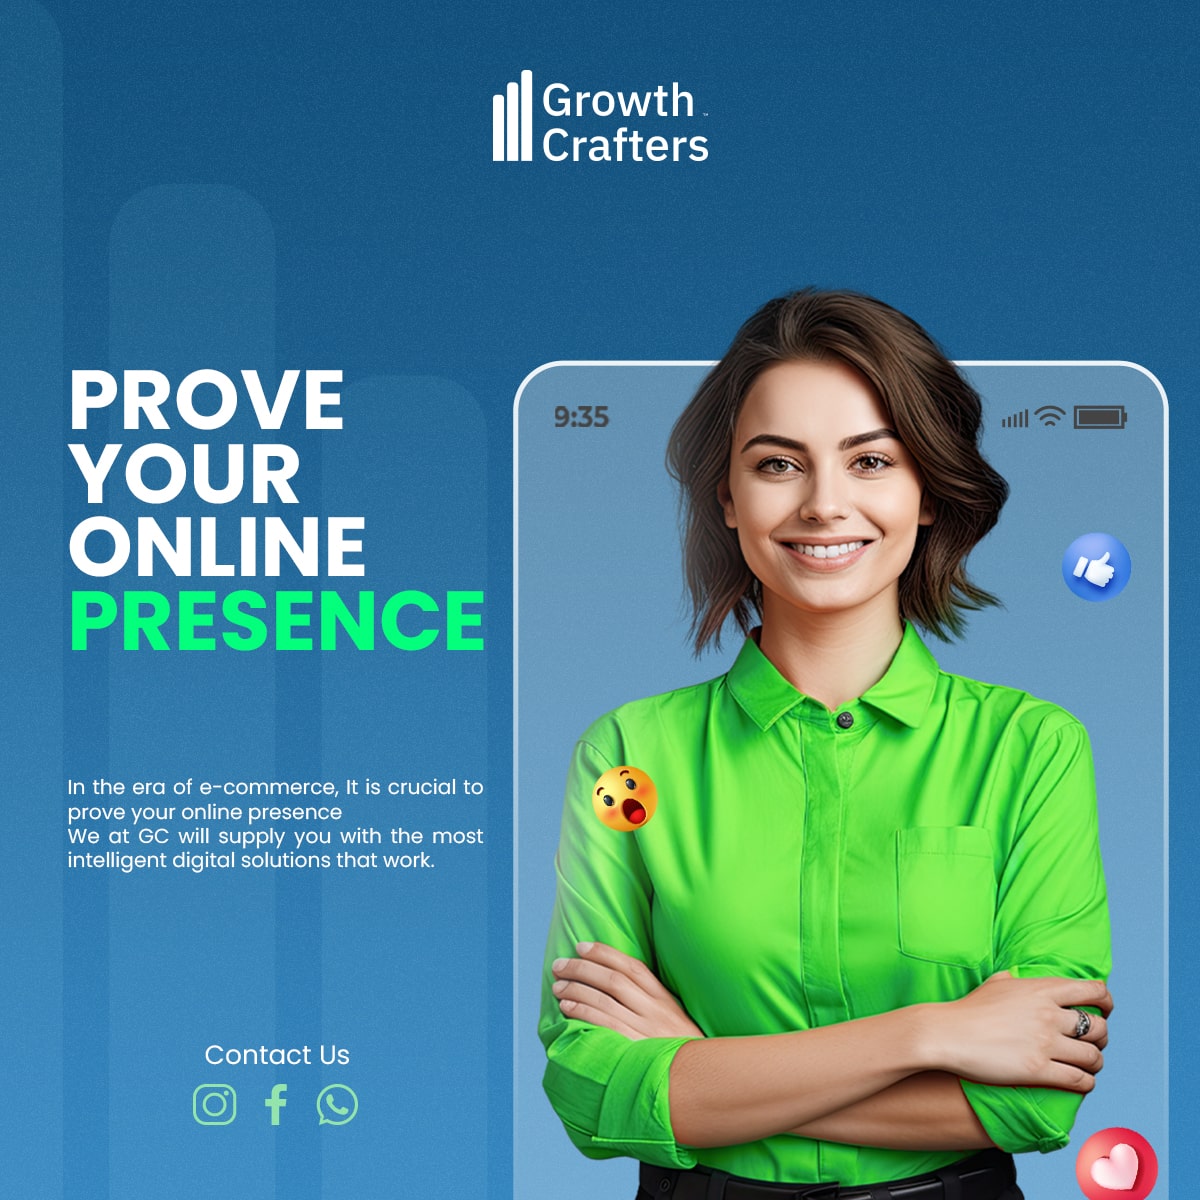 Growth ™
Crafters
PROVE
YOUR
ONLINE
PRESENCE
9:35
In the era of e-commerce, It is crucial to
prove your online presence
We at GC will supply you with the most
intelligent digital solutions that work.
Contact Us